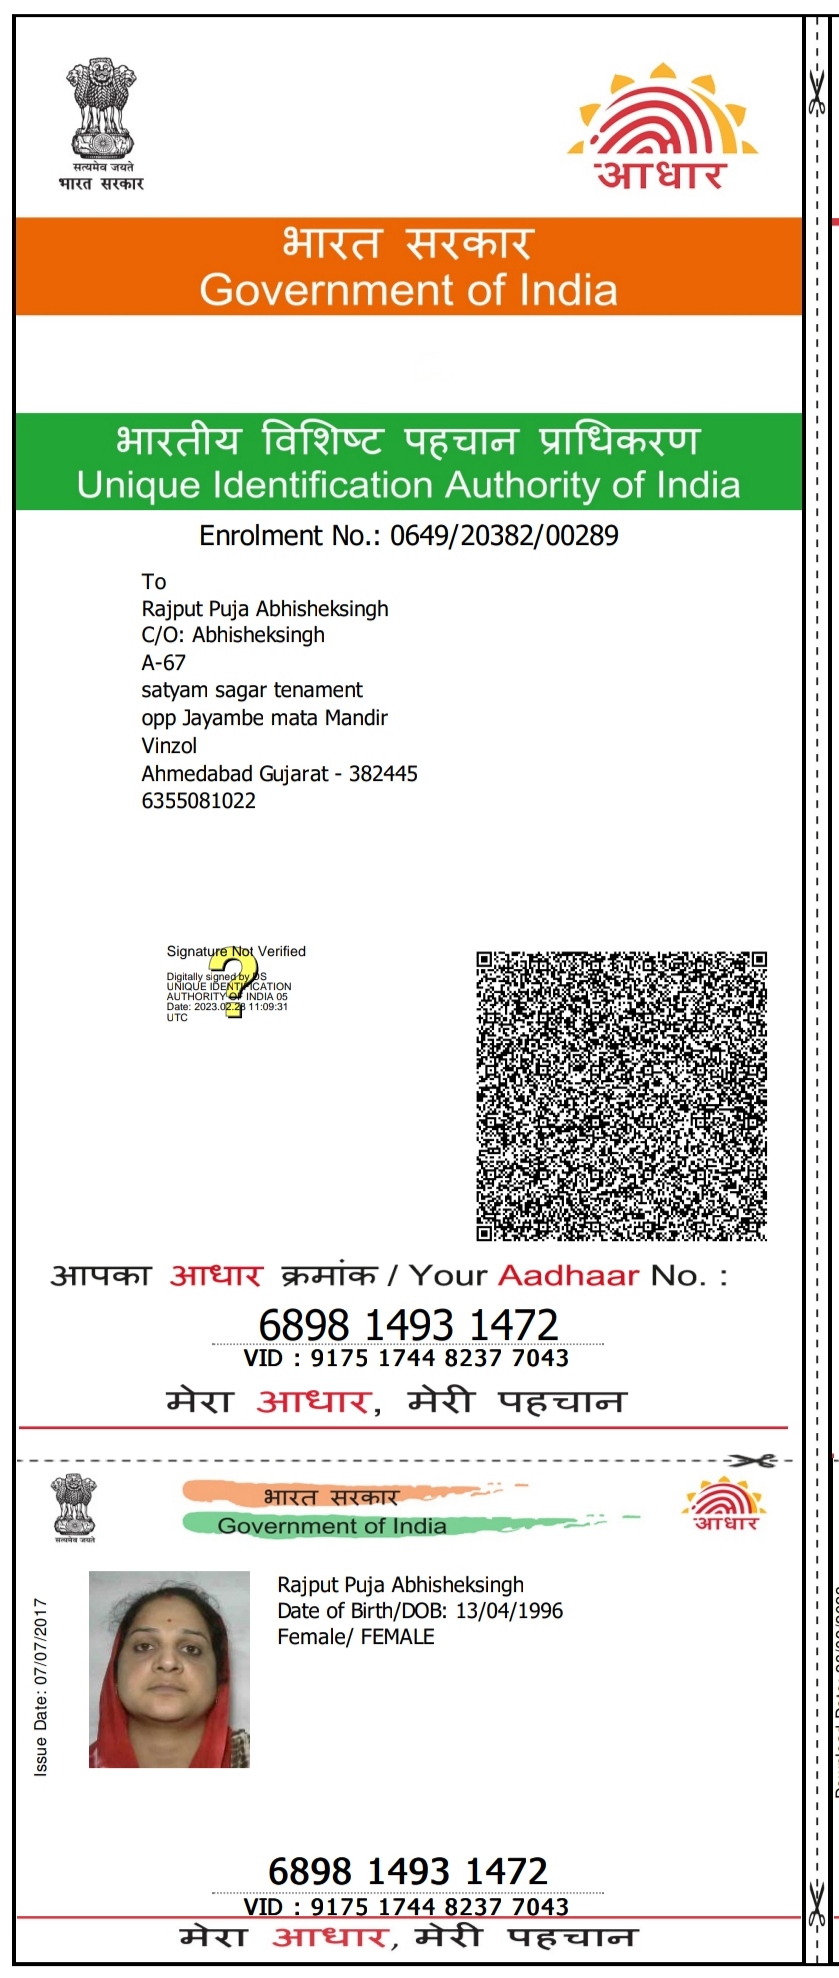 सत्यमेव जयते
भारत सरकार
आधार
भारत सरकार
Government of India
भारतीय विशिष्ट पहचान प्राधिकरण
Unique Identification Authority of India
Enrolment No.: 0649/20382/00289
To
Rajput Puja Abhisheksingh
C/O: Abhisheksingh
A-67
satyam sagar tenament
opp Jayambe mata Mandir
Vinzol
Ahmedabad Gujarat - 382445
6355081022
Signature Not Verified
Digitally signed by DS
UNIQUE IDENTIFICATION
AUTHORITY OF INDIA 05
Date: 2023.02.28 11:09:31
UTC
आपका आधार क्रमांक / Your Aadhaar No. :
6898 1493 1472
VID : 9175 1744 8237 7043
मेरा आधार, मेरी पहचान
सत्यमेव जयते
भारत सरकार
Government of India
आधार
Issue Date: 07/07/2017
Rajput Puja Abhisheksingh
Date of Birth/DOB: 13/04/1996
Female/ FEMALE
6898 1493 1472
VID : 9175 1744 8237 7043
मेरा आधार, मेरी पहचान